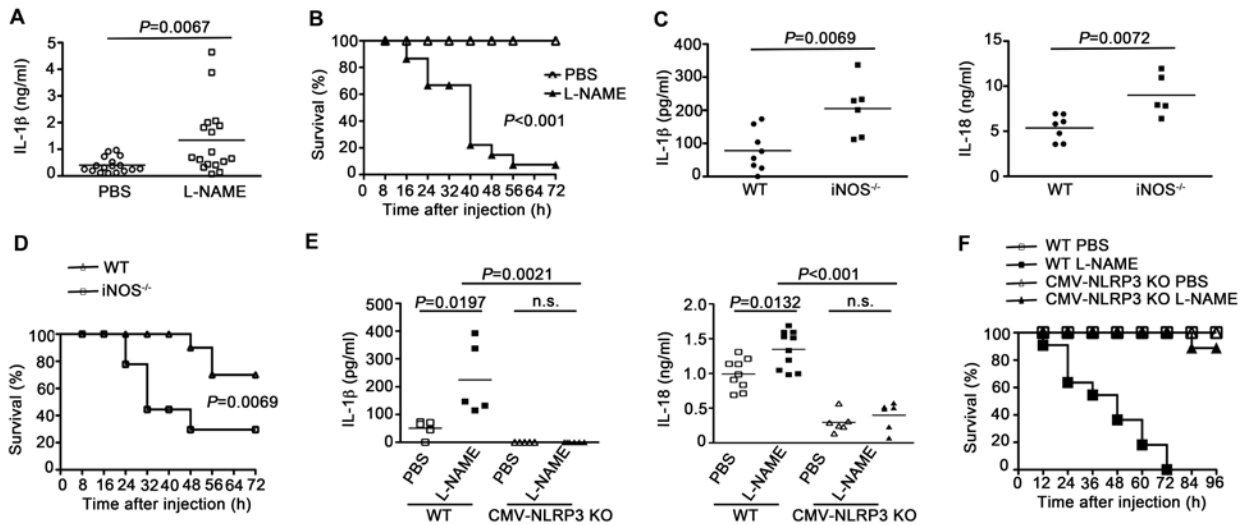 A
P=0.0067
IL-1β (ng/ml)
5
4
3
2
1
0
PBS
L-NAME
B
Survival (%)
100
80
60
40
20
0
PBS
L-NAME
P<0.001
0 8 16 24 32 40 48 56 64 72
Time after injection (h)
C
P=0.0069
IL-1β (pg/ml)
400
300
200
100
0
WT
iNOS-/-
P=0.0072
IL-18 (ng/ml)
15
10
5
0
WT
iNOS-/-
D
WT
iNOS-/-
Survival (%)
100
80
60
40
20
0
P=0.0069
0 8 16 24 32 40 48 56 64 72
Time after injection (h)
E
P=0.0021
P=0.0197
n.s.
IL-1β (pg/ml)
500
400
300
200
100
0
PBS
L-NAME
PBS
L-NAME
WT
CMV-NLRP3 KO
P<0.001
P=0.0132
n.s.
IL-18 (ng/ml)
2.0
1.5
1.0
0.5
0.0
PBS
L-NAME
PBS
L-NAME
WT
CMV-NLRP3 KO
F
WT PBS
WT L-NAME
CMV-NLRP3 KO PBS
CMV-NLRP3 KO L-NAME
Survival (%)
100
80
60
40
20
0
0 12 24 36 48 60 72 84 96
Time after injection (h)